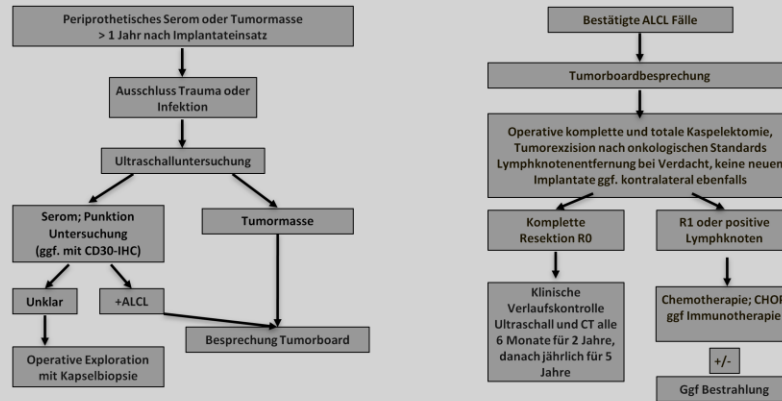 Periprothetisches Serom oder Tumormasse
> 1 Jahr nach Implantateinsatz
Ausschluss Trauma oder
Infektion
Ultraschalluntersuchung
Serom; Punktion
Untersuchung
(ggf. mit CD30-IHC)
Tumormasse
Unklar
+ALCL
Operative Exploration
mit Kapselbiopsie
Besprechung Tumorboard
Bestätigte ALCL Fälle
Tumorboardbesprechung
Operative komplette und totale Kaspelektomie,
Tumorexzision nach onkologischen Standards
Lymphknotenentfernung bei Verdacht, keine neuen
Implantate ggf. kontralateral ebenfalls
Komplette
Resektion R0
R1 oder positive
Lymphknoten
Klinische
Verlaufskontrolle
Ultraschall und CT alle
6 Monate für 2 Jahre,
danach jährlich für 5
Jahre
Chemotherapie; CHOP
ggf Immunotherapie
+/-
Ggf Bestrahlung